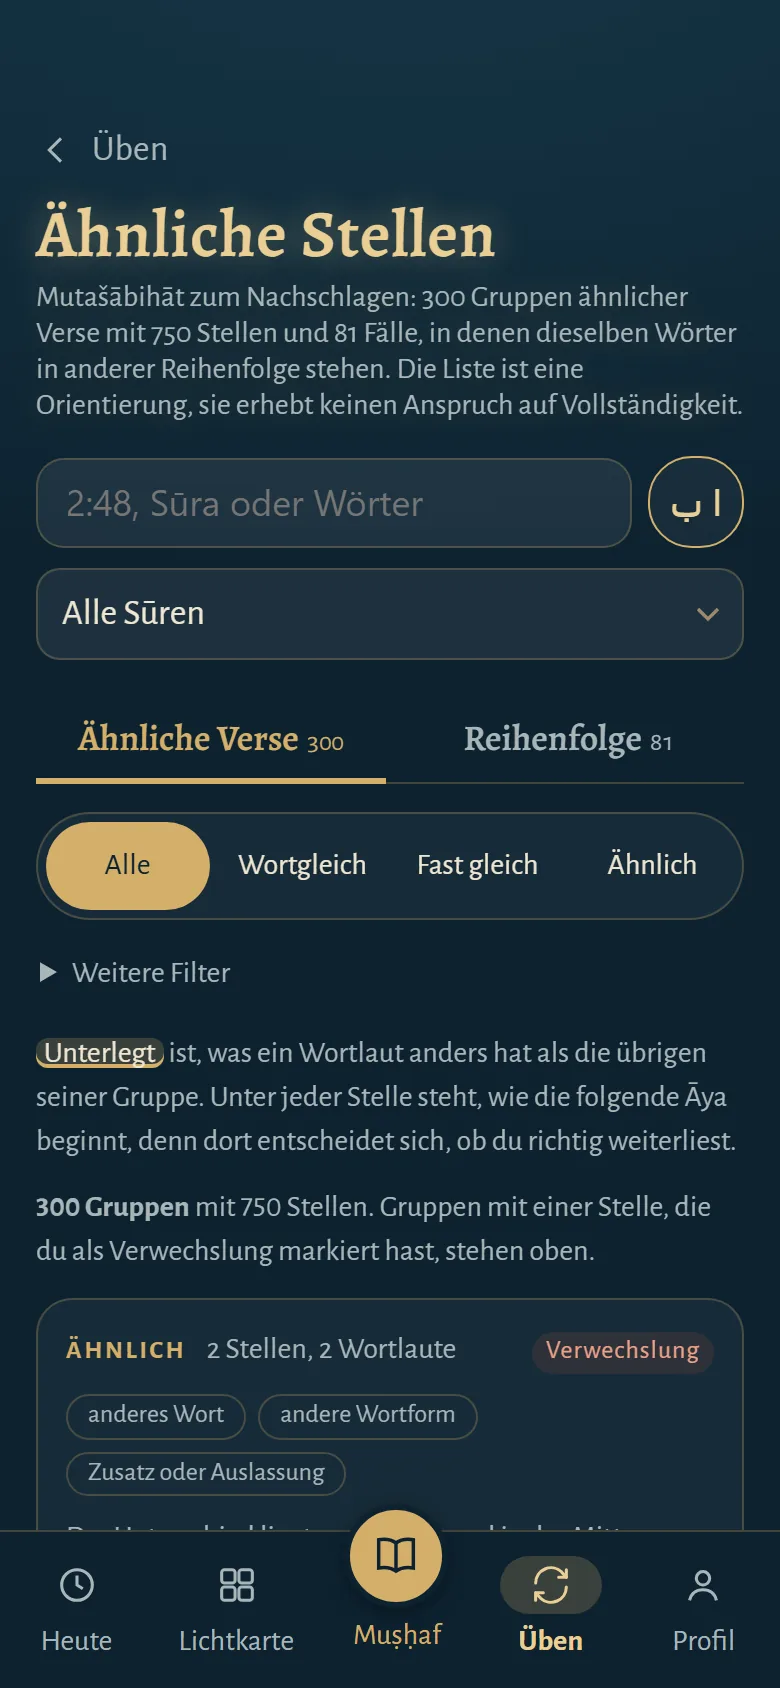 Üben
Ähnliche Stellen
Mutašābihāt zum Nachschlagen: 300 Gruppen ähnlicher
Verse mit 750 Stellen und 81 Fälle, in denen dieselben Wörter
in anderer Reihenfolge stehen. Die Liste ist eine
Orientierung, sie erhebt keinen Anspruch auf Vollständigkeit.
2:48, Sūra oder Wörter
ا ب
Alle Sūren
Ähnliche Verse 300 Reihenfolge 81
Alle Wortgleich Fast gleich Ähnlich
Weitere Filter
Unterlegt ist, was ein Wortlaut anders hat als die übrigen
seiner Gruppe. Unter jeder Stelle steht, wie die folgende Āya
beginnt, denn dort entscheidet sich, ob du richtig weiterliest.
300 Gruppen mit 750 Stellen. Gruppen mit einer Stelle, die
du als Verwechslung markiert hast, stehen oben.
ÄHNLICH 2 Stellen, 2 Wortlaute Verwechslung
anderes Wort andere Wortform
Zusatz oder Auslassung
Heute Lichtkarte Muṣḥaf Üben Profil